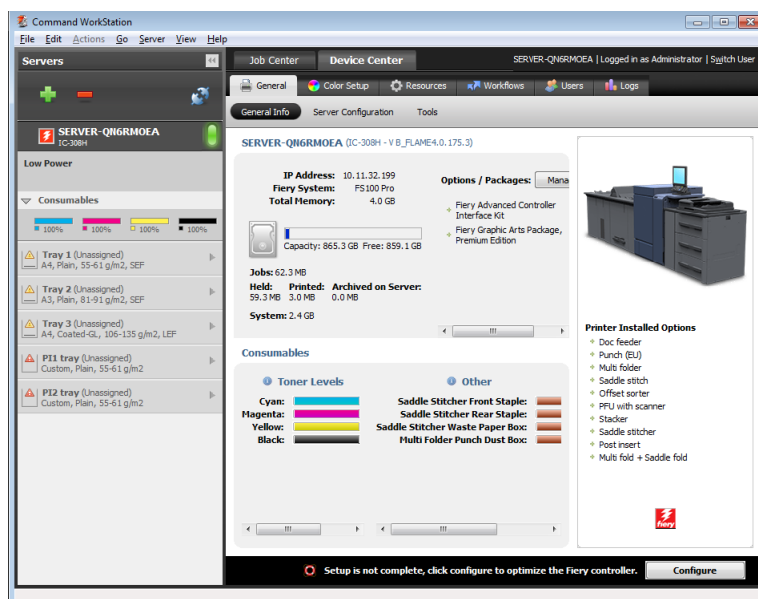 Command WorkStation
File Edit Actions Go Server View Help
Servers
SERVER-QN6RMOEA
IC-308H
Low Power
Consumables
100% 100% 100% 100%
Tray 1 (Unassigned)
A4, Plain, 55-61 g/m2, SEF
Tray 2 (Unassigned)
A3, Plain, 81-91 g/m2, SEF
Tray 3 (Unassigned)
A4, Coated-GL, 106-135 g/m2, LEF
PI1 tray (Unassigned)
Custom, Plain, 55-61 g/m2
PI2 tray (Unassigned)
Custom, Plain, 55-61 g/m2
Job Center Device Center SERVER-QN6RMOEA | Logged in as Administrator | Switch User
General Color Setup Resources Workflows Users Logs
General Info Server Configuration Tools
SERVER-QN6RMOEA (IC-308H - V B_FLAME4.0.175.3)
IP Address: 10.11.32.199
Fiery System: FS100 Pro
Total Memory: 4.0 GB
Capacity: 865.3 GB Free: 859.1 GB
Jobs: 62.3 MB
Held: Printed: Archived on Server:
59.3 MB 3.0 MB 0.0 MB
System: 2.4 GB
Options / Packages: Mana
Fiery Advanced Controller
Interface Kit
Fiery Graphic Arts Package,
Premium Edition
Consumables
Toner Levels
Cyan:
Magenta:
Yellow:
Black:
Other
Saddle Stitcher Front Staple:
Saddle Stitcher Rear Staple:
Saddle Stitcher Waste Paper Box:
Multi Folder Punch Dust Box:
Printer Installed Options
Doc feeder
Punch (EU)
Multi folder
Saddle stitch
Offset sorter
PFU with scanner
Stacker
Saddle stitcher
Post insert
Multi fold + Saddle fold
fiery
Setup is not complete, click configure to optimize the Fiery controller. Configure